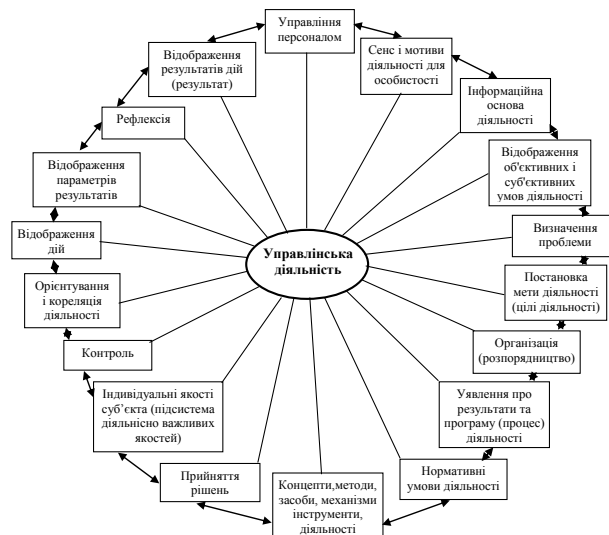 Управління
персоналом
Сенс і мотиви
діяльності для
особистості
Інформаційна
основа
діяльності
Відображення
об'єктивних і
суб'єктивних
умов діяльності
Визначення
проблеми
Постановка
мети діяльності
(цілі діяльності)
Організація
(розпорядництво)
Уявлення про
результати та
програму (процес)
діяльності
Нормативні
умови діяльності
Концепти,методи,
засоби, механізми
інструменти,
діяльності
Прийняття
рішень
Індивідуальні якості
суб’єкта (підсистема
діяльнісно важливих
якостей)
Контроль
Орієнтування
і кореляція
діяльності
Відображення
дій
Відображення
параметрів
результатів
Рефлексія
Відображення
результатів дій
(результат)
Управлінська
діяльність